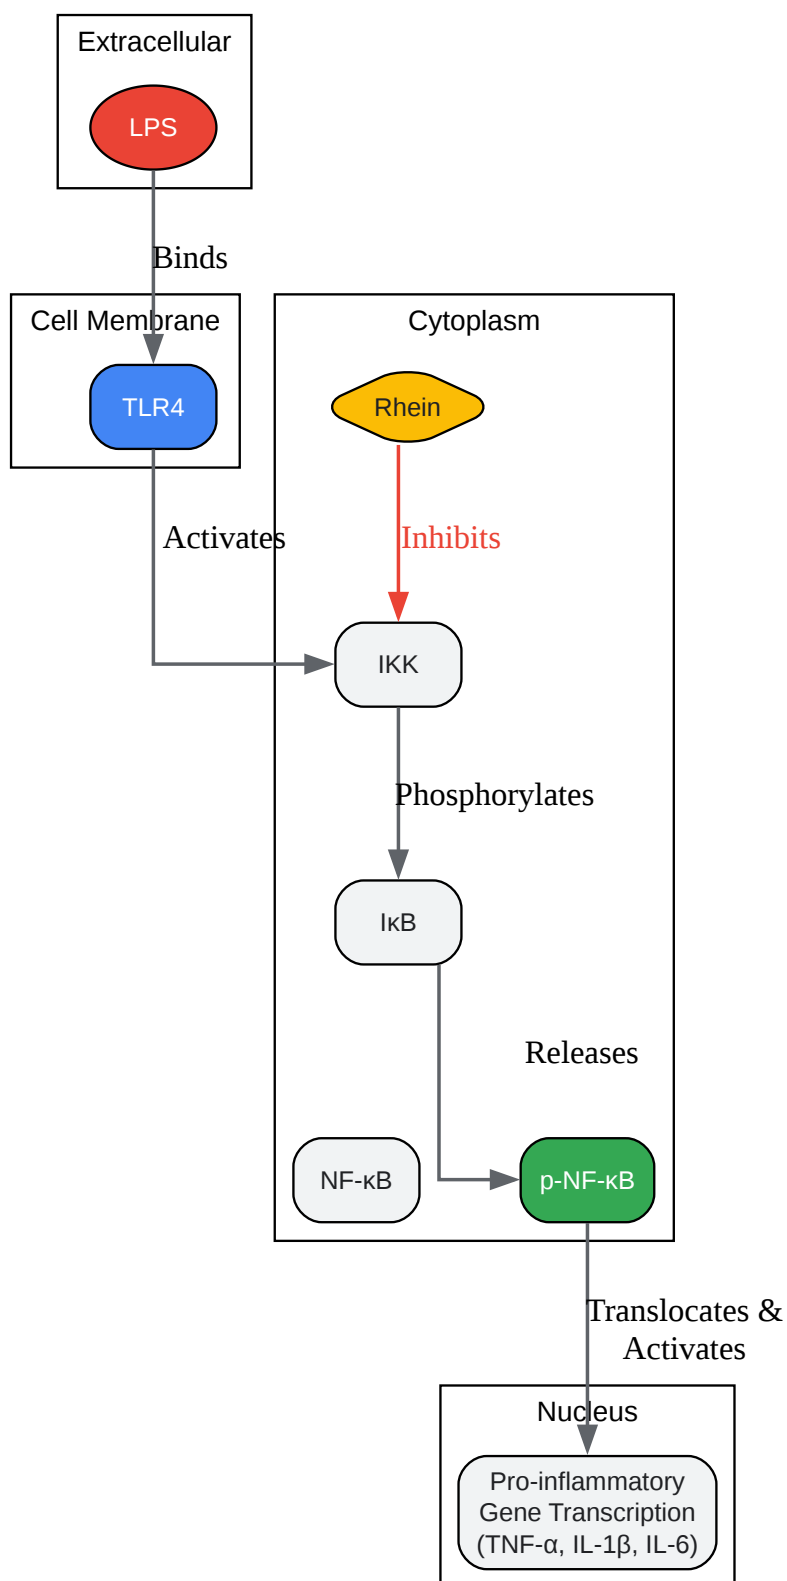 Extracellular
LPS
Binds
Cell Membrane
TLR4
Cytoplasm
Rhein
Activates
Inhibits
IKK
Phosphorylates
IκB
Releases
NF-κB
p-NF-κB
Translocates &
Activates
Nucleus
Pro-inflammatory
Gene Transcription
(TNF-α, IL-1β, IL-6)